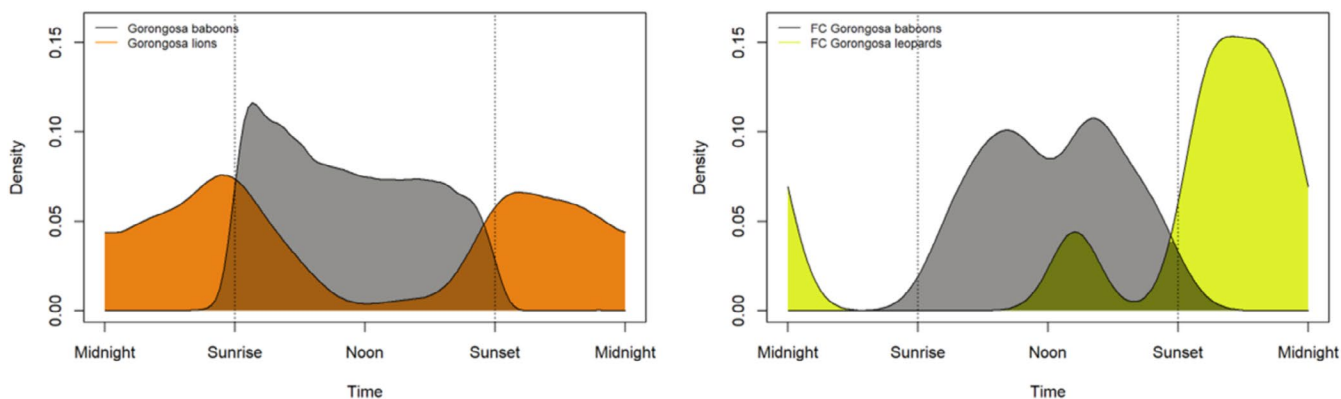 Gorongosa baboons
Gorongosa lions
0.15
0.10
0.05
0.00
Density
Midnight Sunrise Noon Sunset Midnight
Time
FC Gorongosa baboons
FC Gorongosa leopards
0.15
0.10
0.05
0.00
Density
Midnight Sunrise Noon Sunset Midnight
Time